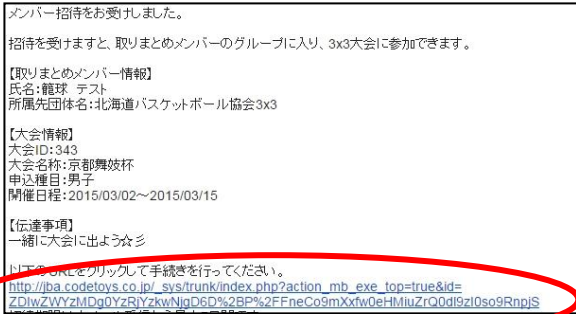 メンバー招待をお受けしました。
招待を受けますと、取りまとめメンバーのグループに入り、3x3大会に参加できます。
【取りまとめメンバー情報】
氏名:籠球 テスト
所属先団体名:北海道バスケットボール協会3x3
【大会情報】
大会ID:343
大会名称:京都舞妓杯
申込種目:男子
開催日程:2015/03/02～2015/03/15
【伝達事項】
一緒に大会に出よう☆彡
以下のURLをクリックして手続きを行ってください。
http://jba.codetoys.co.jp/_sys/trunk/index.php?action_mb_exe_top=true&id=
ZDIwZWYzMDg0YzRjYzkwNjgD6D%2BP%2FFneCo9mXxfw0eHMiuZrQ0dl9zI0so9RnpjS